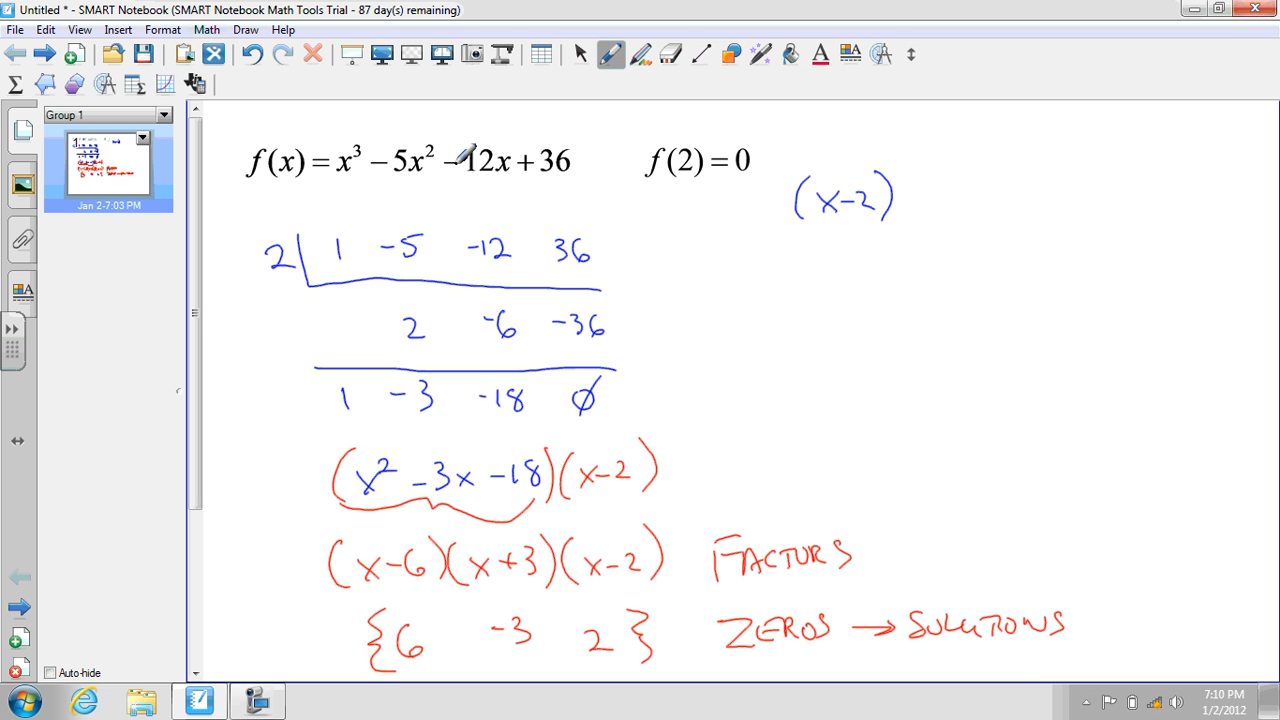 Untitled * - SMART Notebook (SMART Notebook Math Tools Trial - 87 day(s) remaining)
File Edit View Insert Format Math Draw Help
Group 1
Jan 2-7:03 PM
f(x) = x³ − 5x² − 12x + 36 f(2) = 0
(x−2)
2 1 -5 -12 36
2 -6 -36
1 -3 -18 0
(x² −3x −18)(x−2)
(x−6)(x+3)(x−2) FACTORS
{6 -3 2} ZEROS → SOLUTIONS
Auto-hide
7:10 PM
1/2/2012